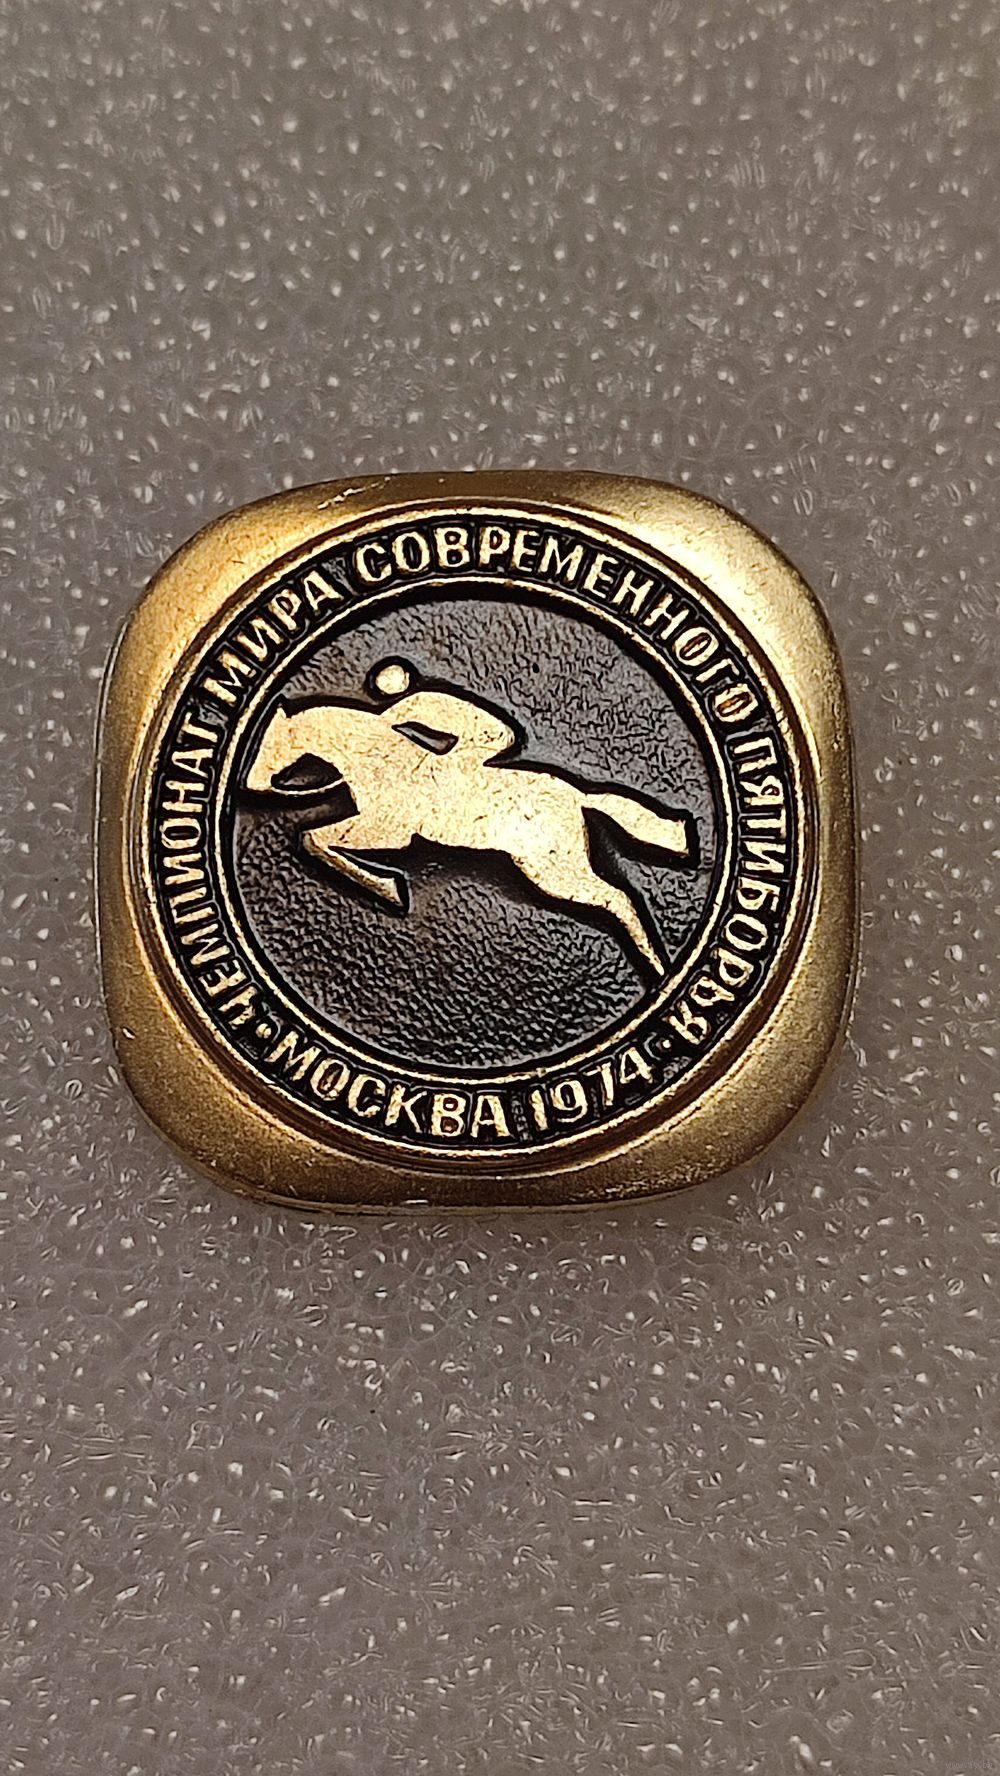 ЧЕМПИОНАТ МИРА СОВРЕМЕННОГО ПЯТИБОРЬЯ
• МОСКВА 1974 •